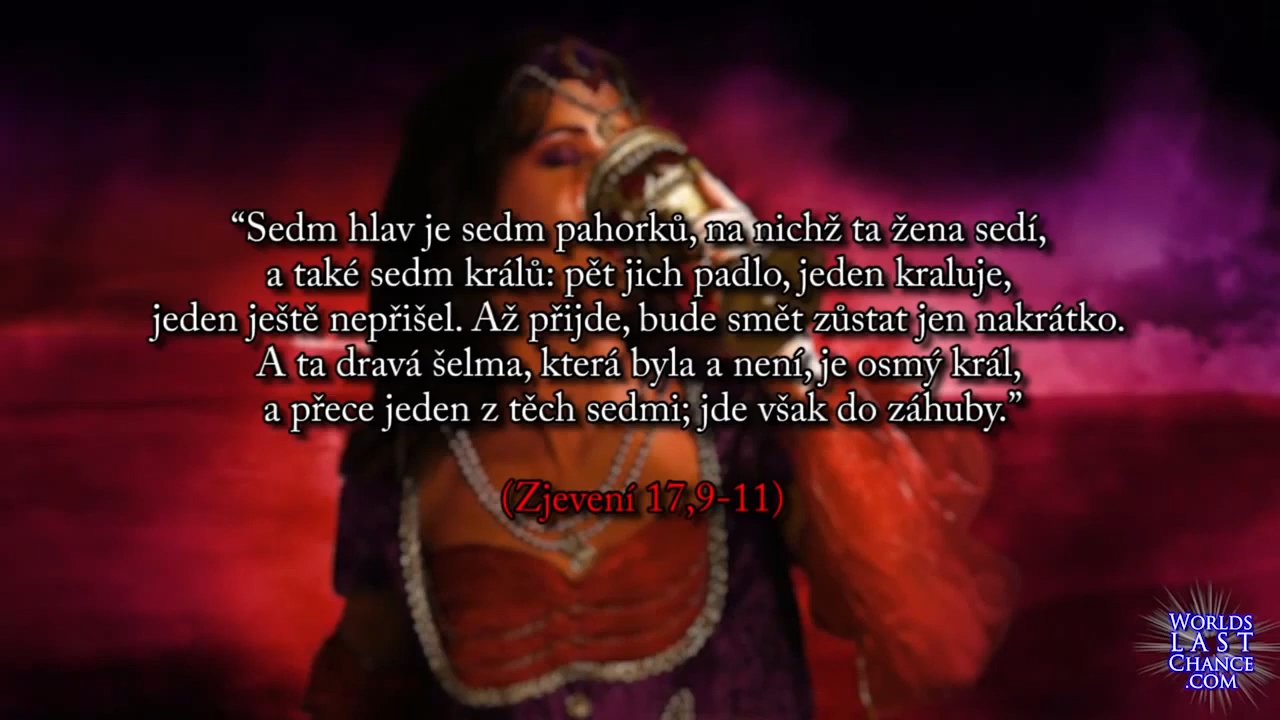 “Sedm hlav je sedm pahorků, na nichž ta žena sedí,
a také sedm králů: pět jich padlo, jeden kraluje,
jeden ještě nepřišel. Až přijde, bude smět zůstat jen nakrátko.
A ta dravá šelma, která byla a není, je osmý král,
a přece jeden z těch sedmi; jde však do záhuby.”
(Zjevení 17,9-11)
WORLDS
LAST
CHANCE
.COM